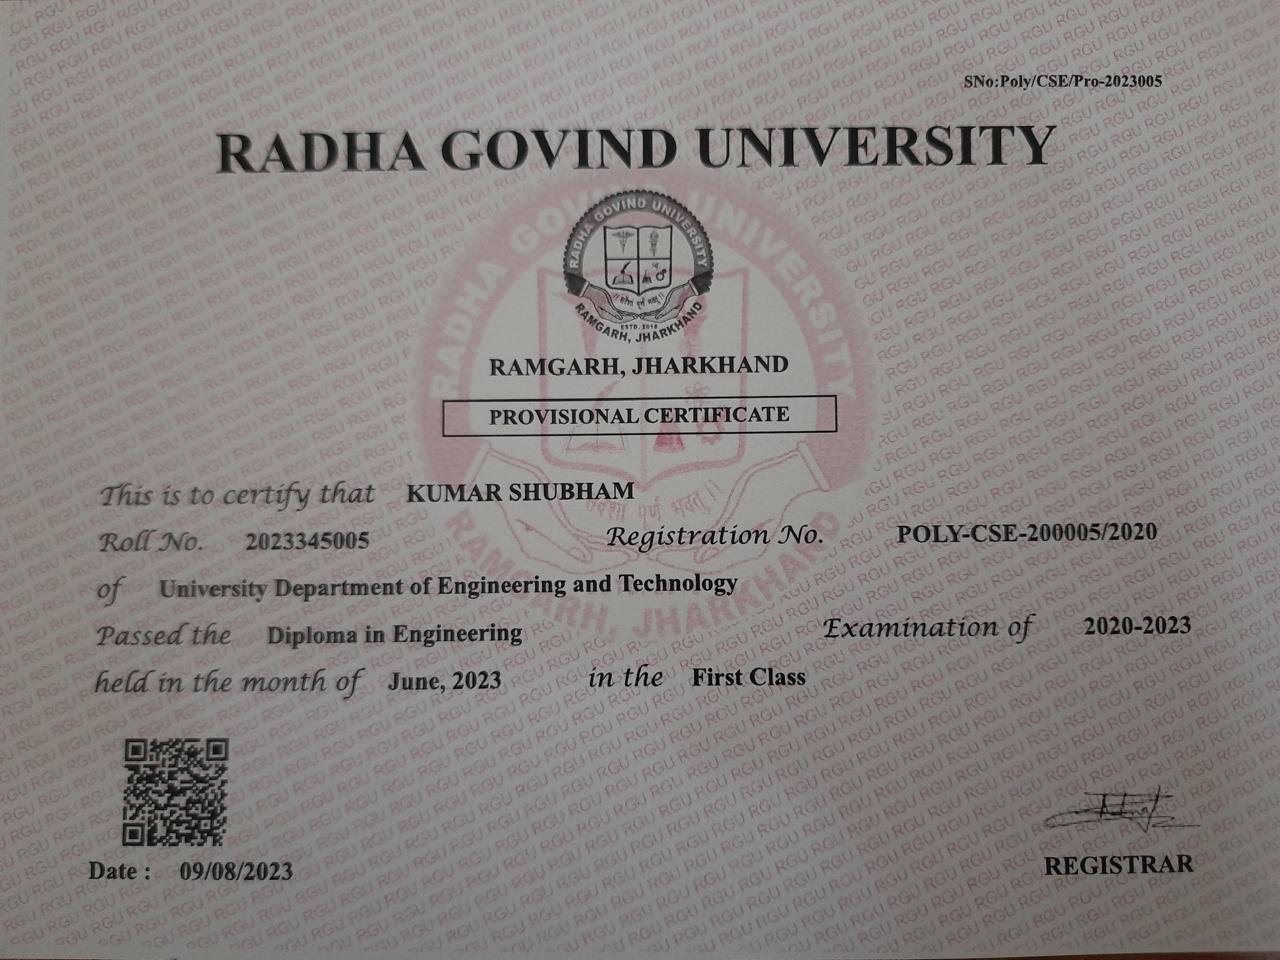 SNo:Poly/CSE/Pro-2023005
RADHA GOVIND UNIVERSITY
RADHA GOVIND UNIVERSITY
ESTD. 2018
RAMGARH, JHARKHAND
RAMGARH, JHARKHAND
PROVISIONAL CERTIFICATE
This is to certify that KUMAR SHUBHAM
Roll No. 2023345005 Registration No. POLY-CSE-200005/2020
of University Department of Engineering and Technology
Passed the Diploma in Engineering Examination of 2020-2023
held in the month of June, 2023 in the First Class
Date : 09/08/2023
REGISTRAR